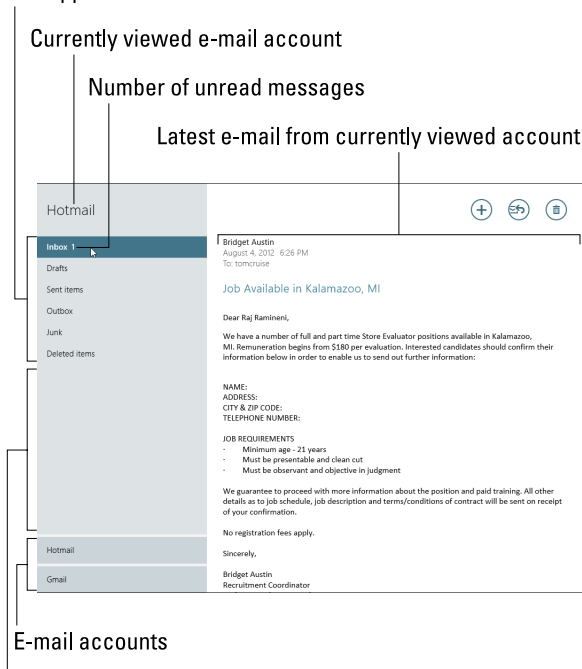 Currently viewed e-mail account
Number of unread messages
Latest e-mail from currently viewed account
Hotmail
Inbox 1
Drafts
Sent items
Outbox
Junk
Deleted items
Bridget Austin
August 4, 2012 6:26 PM
To: tomcruise
Job Available in Kalamazoo, MI
Dear Raj Ramineni,
We have a number of full and part time Store Evaluator positions available in Kalamazoo,
MI. Remuneration begins from $180 per evaluation. Interested candidates should confirm their
information below in order to enable us to send out further information:
NAME:
ADDRESS:
CITY & ZIP CODE:
TELEPHONE NUMBER:
JOB REQUIREMENTS
- Minimum age - 21 years
- Must be presentable and clean cut
- Must be observant and objective in judgment
We guarantee to proceed with more information about the position and paid training. All other
details as to job schedule, job description and terms/conditions of contract will be sent on receipt
of your confirmation.
No registration fees apply.
Sincerely,
Bridget Austin
Recruitment Coordinator
Hotmail
Gmail
E-mail accounts